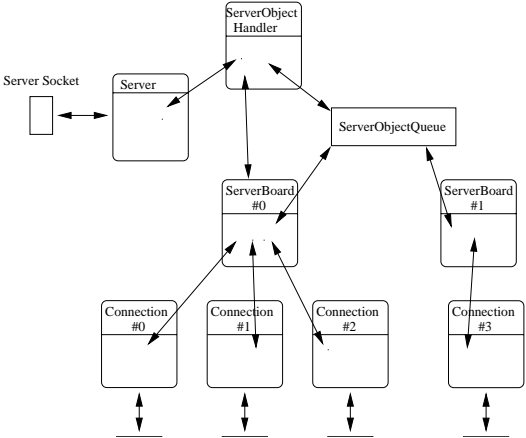 ServerObject
Handler
Server Socket
Server
ServerObjectQueue
ServerBoard
#0
ServerBoard
#1
Connection
#0
Connection
#1
Connection
#2
Connection
#3